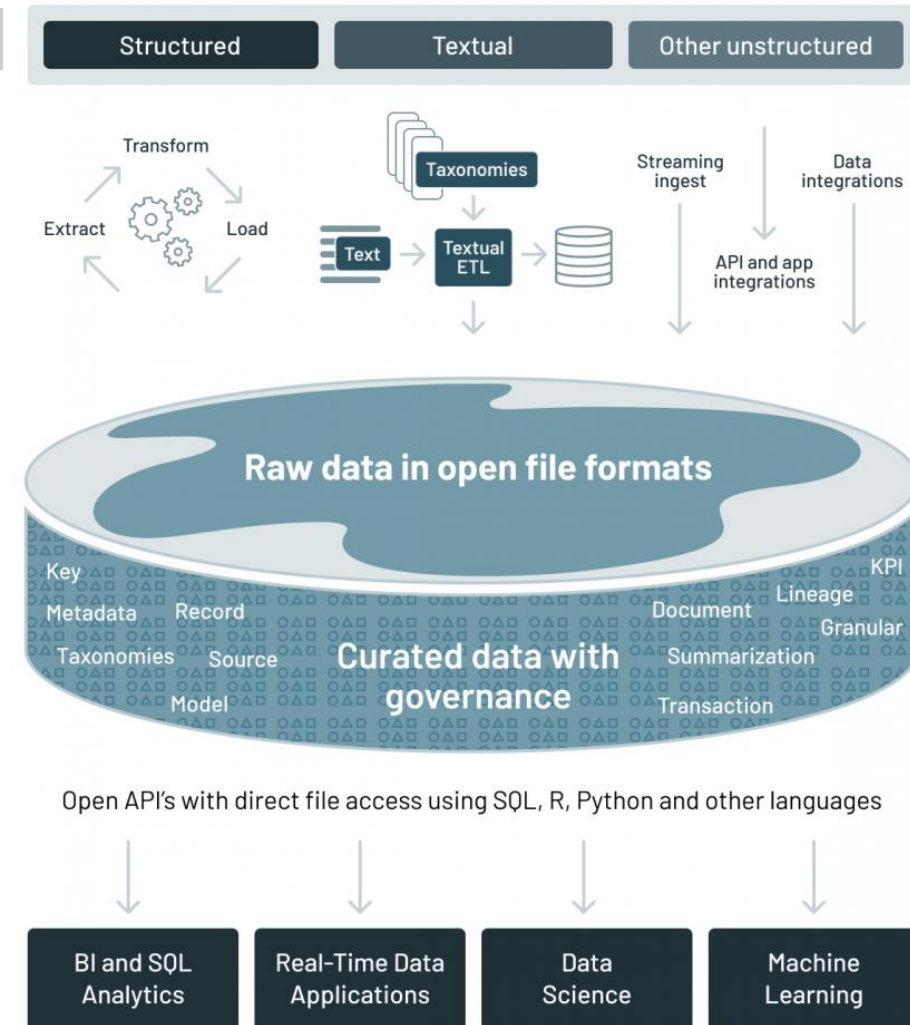 Structured
Textual
Other unstructured
Transform
Extract
Load
Taxonomies
Text
Textual
ETL
Streaming
ingest
Data
integrations
API and app
integrations
Raw data in open file formats
Key
Metadata
Record
Taxonomies
Source
Model
Curated data with
governance
KPI
Lineage
Document
Granular
Summarization
Transaction
Open API's with direct file access using SQL, R, Python and other languages
BI and SQL
Analytics
Real-Time Data
Applications
Data
Science
Machine
Learning